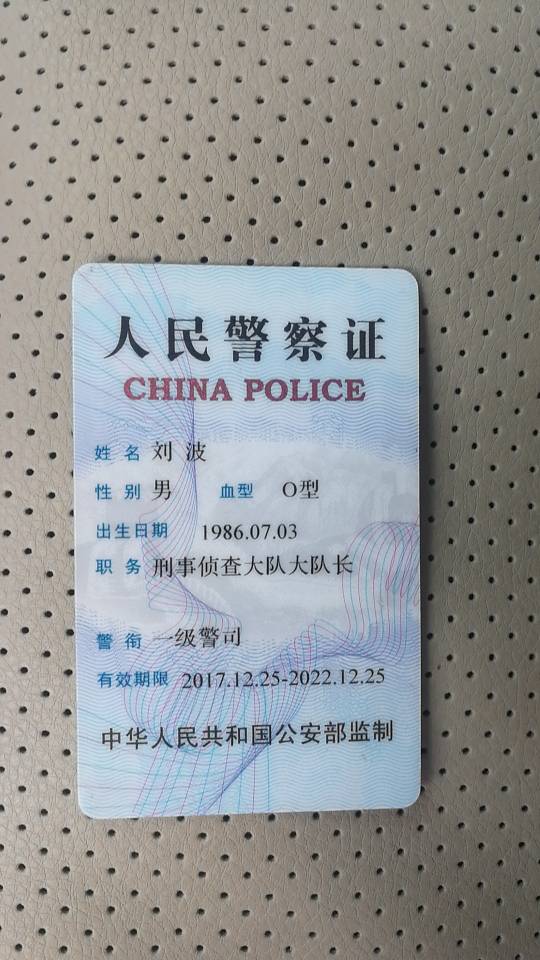 人民警察证
CHINA POLICE
姓名 刘波
性别 男 血型 O型
出生日期 1986.07.03
职务 刑事侦查大队大队长
警衔 一级警司
有效期限 2017.12.25-2022.12.25
中华人民共和国公安部监制